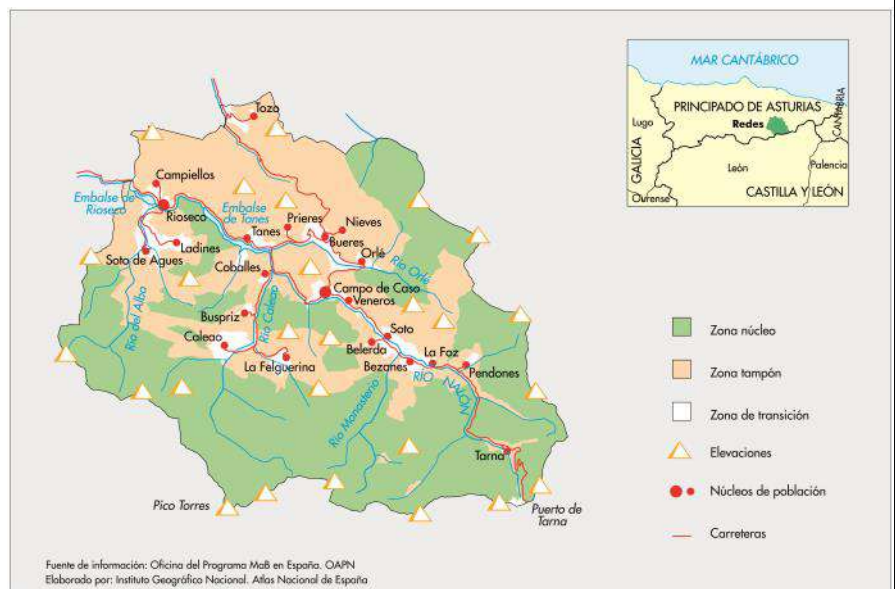 MAR CANTÁBRICO
PRINCIPADO DE ASTURIAS
Lugo
Redes
CANTABRIA
GALICIA
León
Palencia
CASTILLA Y LEÓN
Ourense
Tozo
Campiellos
Embalse de
Rioseco
Rioseco
Embalse
de Tanes
Prieres
Nieves
Tanes
Bueres
Ladines
Soto de Agues
Orlé
Coballes
Río Orlé
Campo de Caso
Veneros
Río del Alba
Río Caleao
Buspriz
Caleao
Soto
Belerda
La Foz
La Felguerina
Bezanes
RÍO NALÓN
Pendones
Río Monasterio
Tarna
Pico Torres
Puerto de
Tarna
Zona núcleo
Zona tampón
Zona de transición
Elevaciones
Núcleos de población
Carreteras
Fuente de información: Oficina del Programa MaB en España. OAPN
Elaborado por: Instituto Geográfico Nacional. Atlas Nacional de España